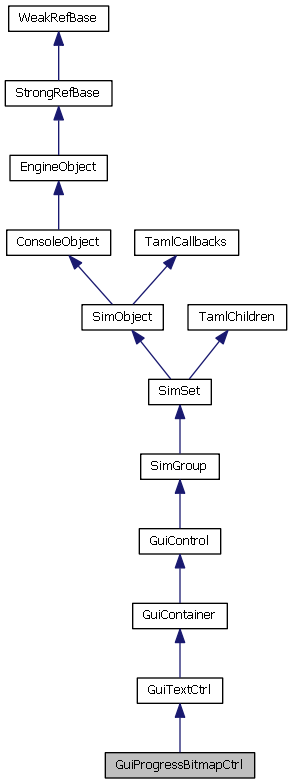 WeakRefBase
StrongRefBase
EngineObject
ConsoleObject
TamlCallbacks
SimObject
TamlChildren
SimSet
SimGroup
GuiControl
GuiContainer
GuiTextCtrl
GuiProgressBitmapCtrl